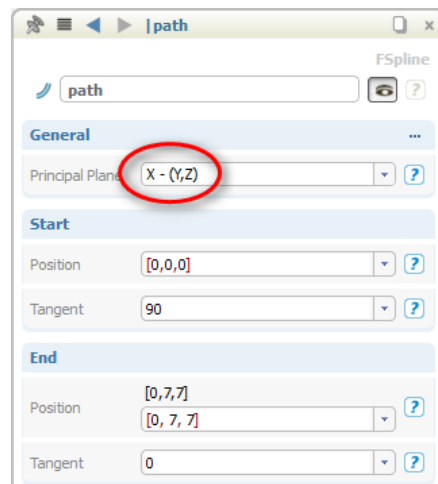 |path
FSpline
path
General ...
Principal Plane X - (Y,Z) ?
Start
Position [0,0,0] ?
Tangent 90 ?
End
[0,7,7]
Position [0, 7, 7] ?
Tangent 0 ?